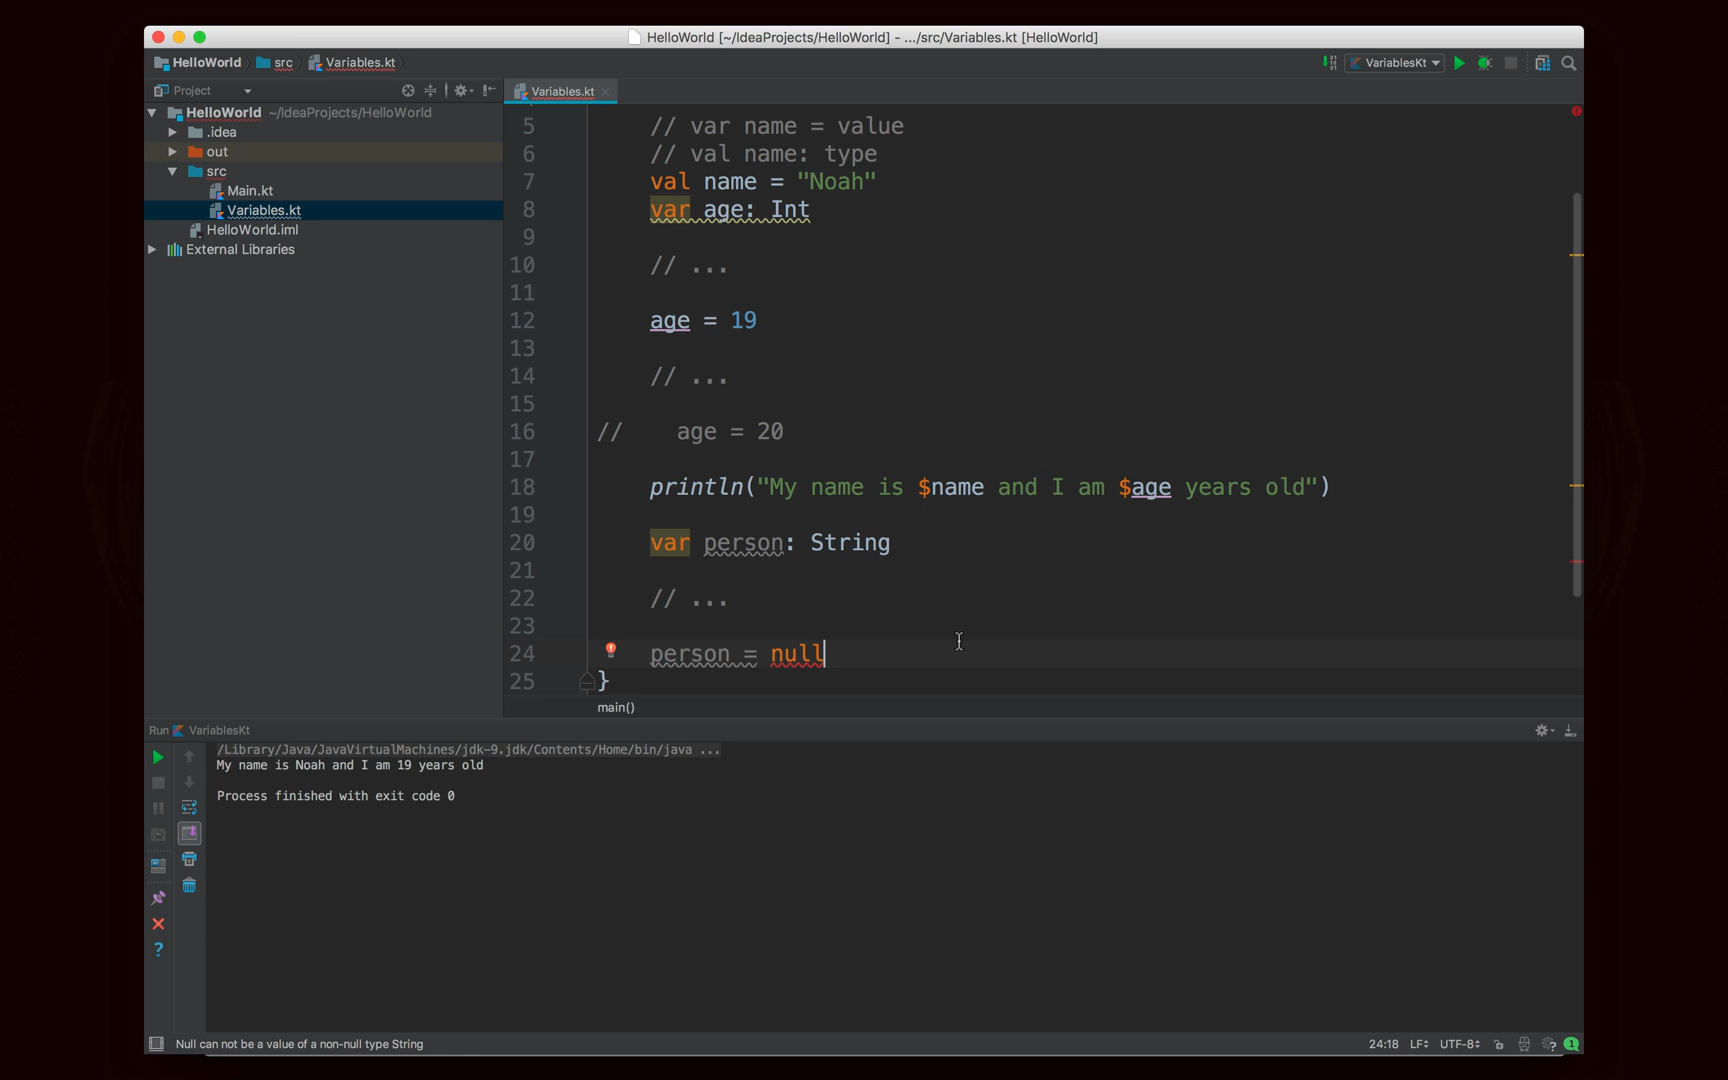 HelloWorld [~/IdeaProjects/HelloWorld] - .../src/Variables.kt [HelloWorld]
HelloWorld src Variables.kt VariablesKt
Project Variables.kt
HelloWorld ~/IdeaProjects/HelloWorld
.idea
out
src
Main.kt
Variables.kt
HelloWorld.iml
External Libraries
5 // var name = value
6 // val name: type
7 val name = "Noah"
8 var age: Int
9
10 // ...
11
12 age = 19
13
14 // ...
15
16 // age = 20
17
18 println("My name is $name and I am $age years old")
19
20 var person: String
21
22 // ...
23
24 person = null
25 }
main()
Run VariablesKt
/Library/Java/JavaVirtualMachines/jdk-9.jdk/Contents/Home/bin/java ...
My name is Noah and I am 19 years old
Process finished with exit code 0
Null can not be a value of a non-null type String 24:18 LF UTF-8 1